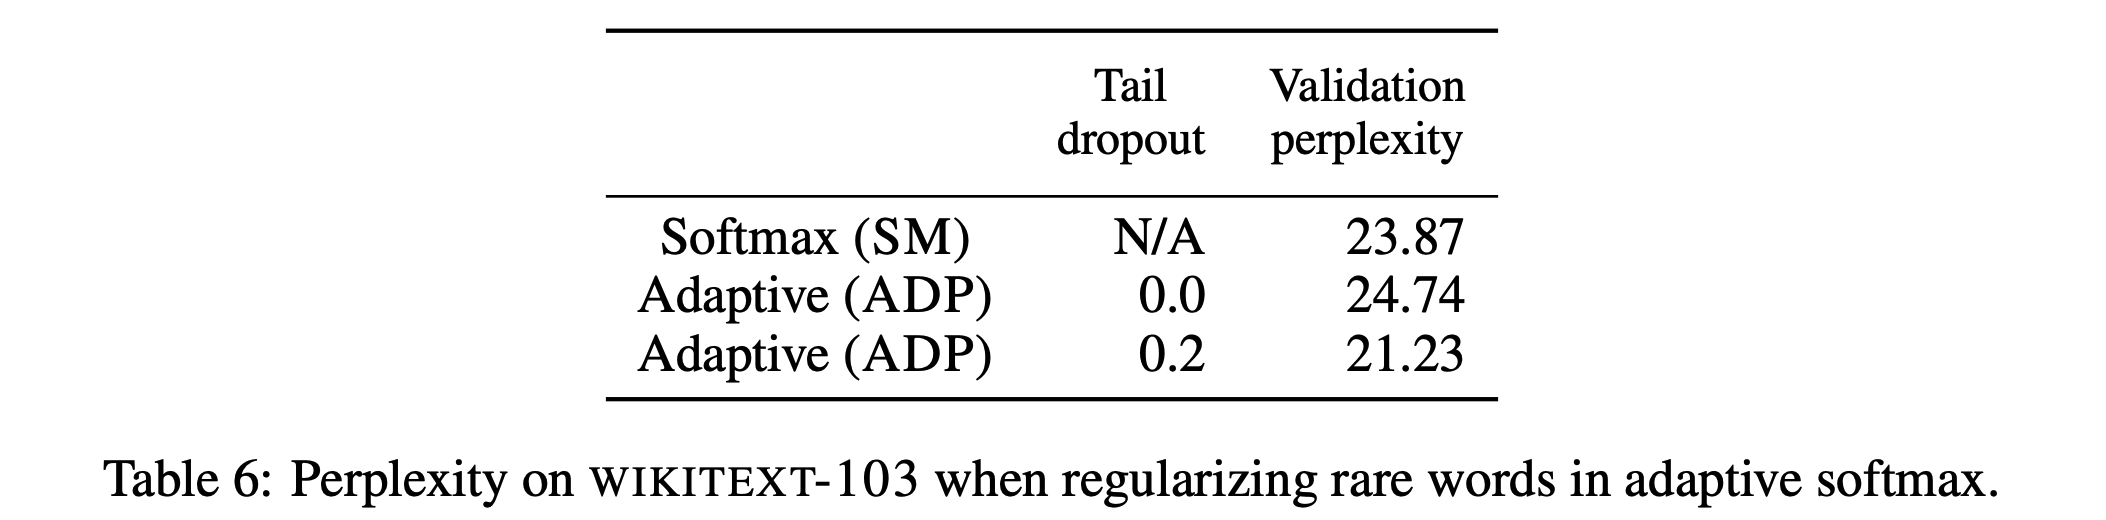 Tail Validation
dropout perplexity
Softmax (SM) N/A 23.87
Adaptive (ADP) 0.0 24.74
Adaptive (ADP) 0.2 21.23
Table 6: Perplexity on WIKITEXT-103 when regularizing rare words in adaptive softmax.